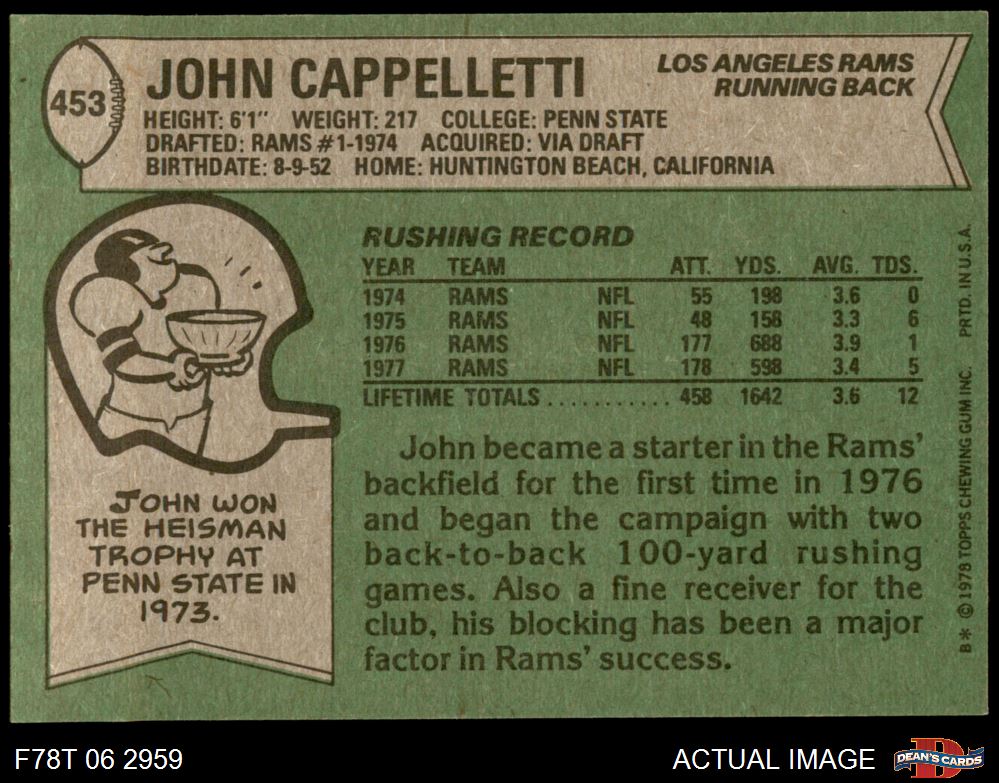 453
JOHN CAPPELLETTI
LOS ANGELES RAMS
RUNNING BACK
HEIGHT: 6'1" WEIGHT: 217 COLLEGE: PENN STATE
DRAFTED: RAMS #1-1974 ACQUIRED: VIA DRAFT
BIRTHDATE: 8-9-52 HOME: HUNTINGTON BEACH, CALIFORNIA
RUSHING RECORD
YEAR TEAM ATT. YDS. AVG. TDS.
1974 RAMS NFL 55 198 3.6 0
1975 RAMS NFL 48 158 3.3 6
1976 RAMS NFL 177 688 3.9 1
1977 RAMS NFL 178 598 3.4 5
LIFETIME TOTALS ........... 458 1642 3.6 12
John became a starter in the Rams'
backfield for the first time in 1976
and began the campaign with two
back-to-back 100-yard rushing
games. Also a fine receiver for the
club, his blocking has been a major
factor in Rams' success.
JOHN WON
THE HEISMAN
TROPHY AT
PENN STATE IN
1973.
B* © 1978 TOPPS CHEWING GUM INC. PRTD. IN U.S.A.
F78T 06 2959
ACTUAL IMAGE
D
DEAN'S CARDS